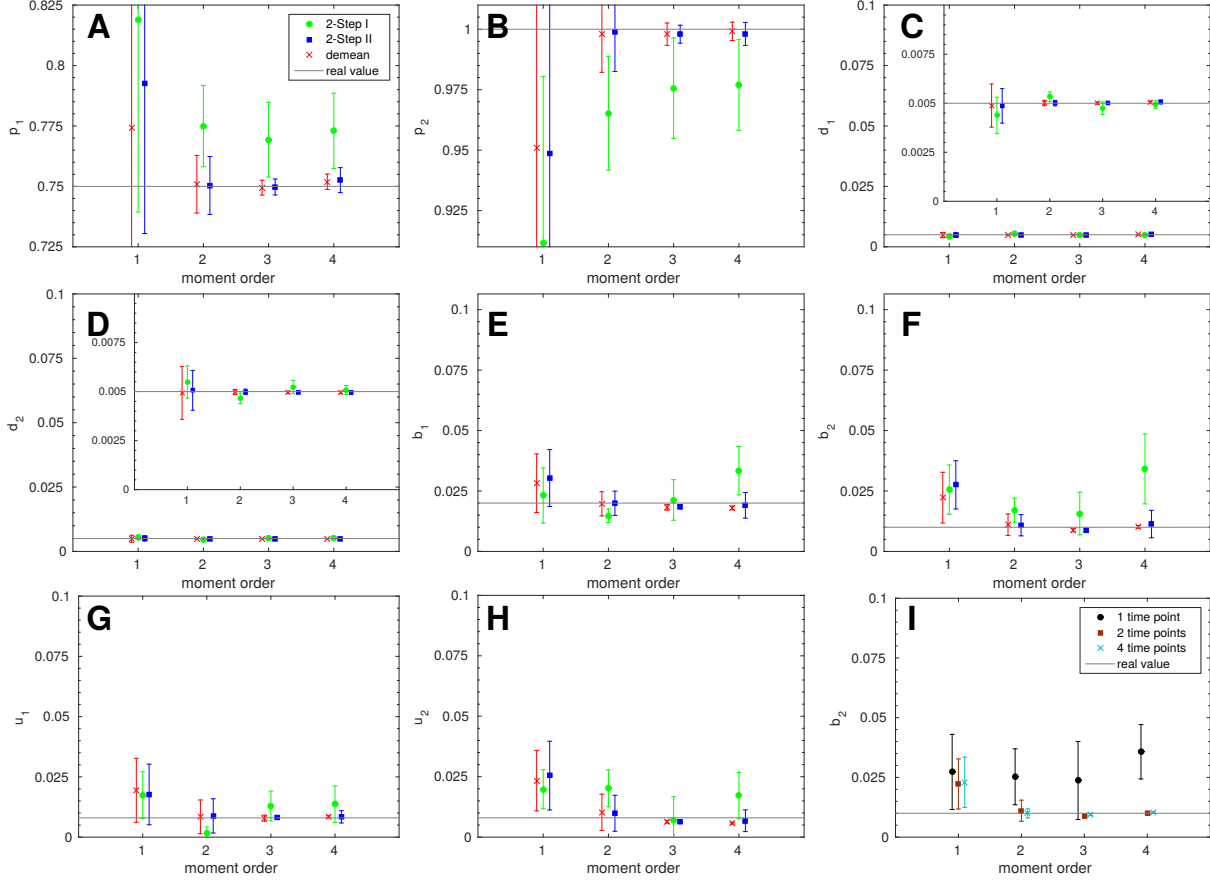 A
2-Step I
2-Step II
demean
real value
0.825
0.8
0.775
0.75
0.725
p1
1 2 3 4
moment order
B
1
0.975
0.95
0.925
p2
1 2 3 4
moment order
C
0.1
0.075
0.05
0.025
0
d1
0.0075
0.005
0.0025
0
1 2 3 4
1 2 3 4
moment order
D
0.1
0.075
0.05
0.025
0
d2
0.0075
0.005
0.0025
0
1 2 3 4
1 2 3 4
moment order
E
0.1
0.075
0.05
0.020
0
b1
1 2 3 4
moment order
F
0.1
0.075
0.05
0.025
0.01
0
b2
1 2 3 4
moment order
G
0.1
0.075
0.05
0.025
0
u1
1 2 3 4
moment order
H
0.1
0.075
0.05
0.025
0
u2
1 2 3 4
moment order
I
1 time point
2 time points
4 time points
real value
0.1
0.075
0.05
0.025
0.01
0
b2
1 2 3 4
moment order